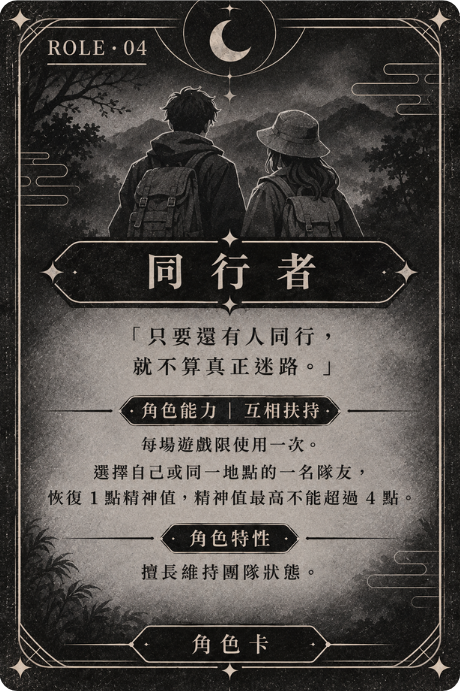 ROLE · 04
同行者
「只要還有人同行，
就不算真正迷路。」
角色能力｜互相扶持
每場遊戲限使用一次。
選擇自己或同一地點的一名隊友，
恢復 1 點精神值，精神值最高不能超過 4 點。
角色特性
擅長維持團隊狀態。
角色卡